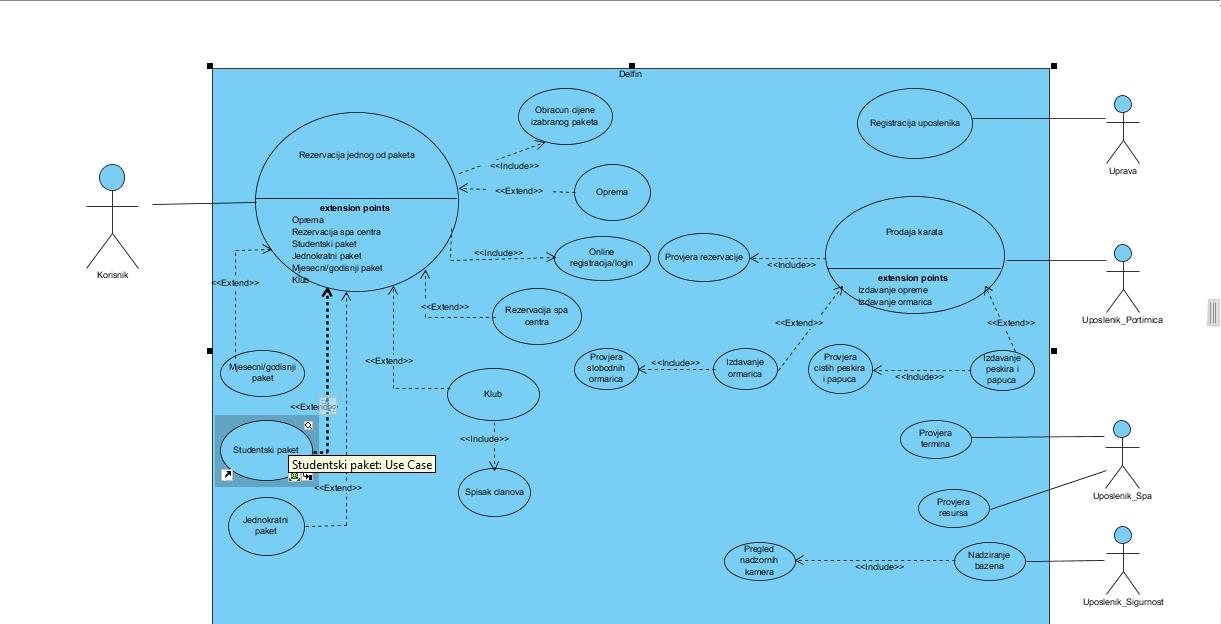 Delfin
Obracun cijene
izabranog paketa
Registracija uposlenika
Uprava
Rezervacija jednog od paketa
<<Include>>
<<Extend>>
Oprema
extension points
Oprema
Rezervacija spa centra
Studentski paket
Jednokratni paket
Mjesecni/godisnji paket
Klub
Korisnik
<<Include>>
Online
registracija/login
Provjera rezervacije
<<Include>>
Prodaja karata
extension points
Izdavanje opreme
Izdavanje ormarica
Uposlenik_Portirnica
<<Extend>>
<<Extend>>
Rezervacija spa
centra
<<Extend>>
<<Extend>>
<<Extend>>
Provjera
slobodnih
ormarica
<<Include>>
Izdavanje
ormarica
Provjera
cistih peskira
i papuca
<<Include>>
Izdavanje
peskira i
papuca
Mjesecni/godisnji
paket
Klub
<<Extend>>
Studentski paket
Studentski paket: Use Case
<<Include>>
Provjera
termina
<<Extend>>
Spisak clanova
Uposlenik_Spa
Provjera
resursa
Jednokratni
paket
Pregled
nadzornih
kamera
<<Include>>
Nadziranje
bazena
Uposlenik_Sigurnost